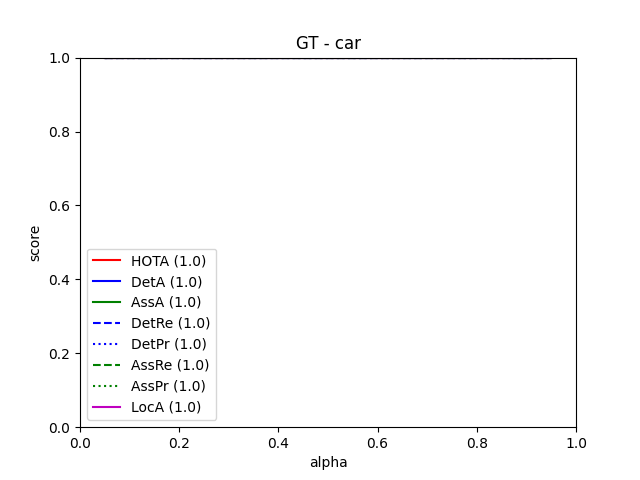 GT - car
1.0
0.8
0.6
0.4
0.2
0.0
score
HOTA (1.0)
DetA (1.0)
AssA (1.0)
DetRe (1.0)
DetPr (1.0)
AssRe (1.0)
AssPr (1.0)
LocA (1.0)
0.0 0.2 0.4 0.6 0.8 1.0
alpha